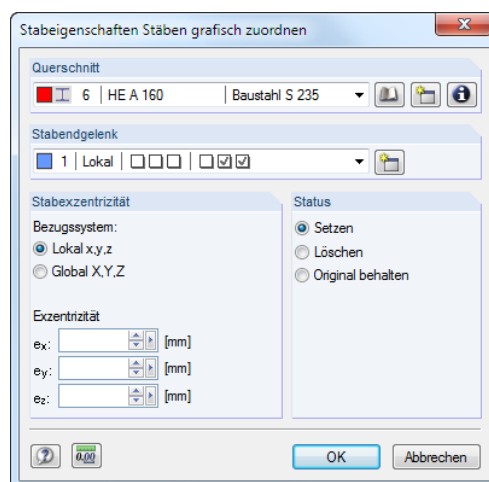 Stabeigenschaften Stäben grafisch zuordnen
Querschnitt
6 HE A 160 Baustahl S 235
Stabendgelenk
1 Lokal
Stabexzentrizität
Bezugssystem:
Lokal x,y,z
Global X,Y,Z
Exzentrizität
ex: [mm]
ey: [mm]
ez: [mm]
Status
Setzen
Löschen
Original behalten
0.00
OK Abbrechen